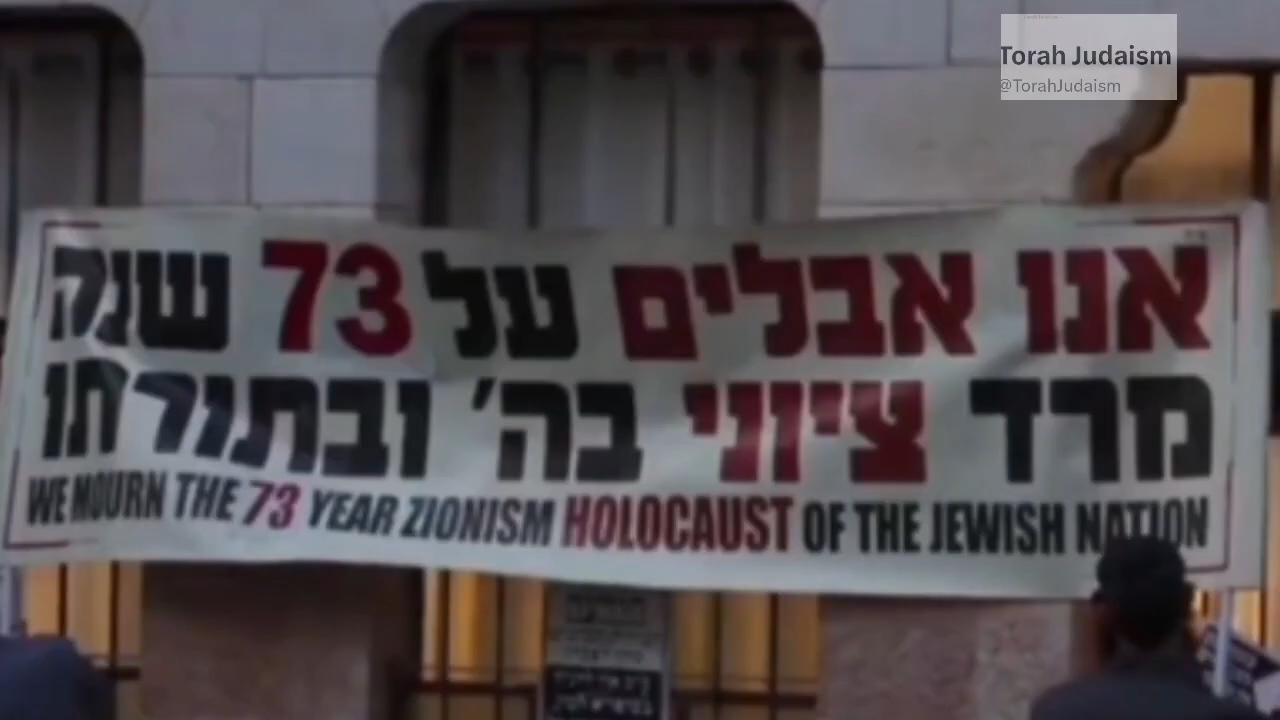 Torah Judaism
@TorahJudaism
אנו אבלים על 73 שנה
מרד ציוני בה' ובתורתו
WE MOURN THE 73 YEAR ZIONISM HOLOCAUST OF THE JEWISH NATION